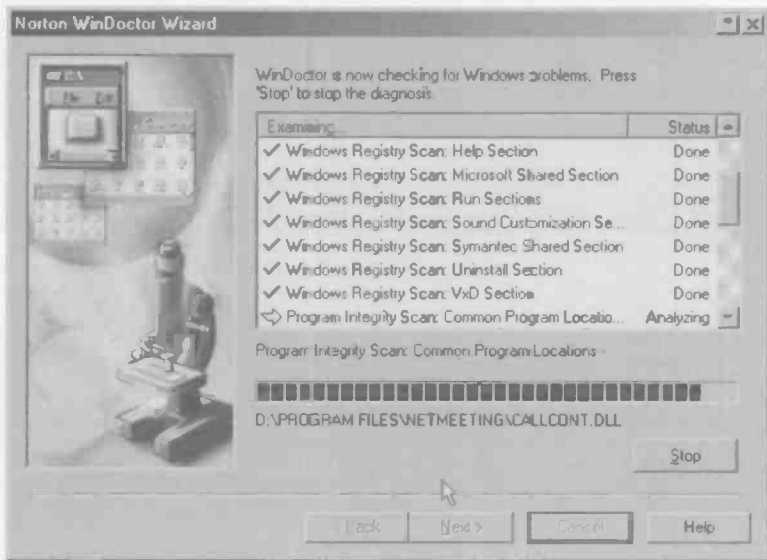 Norton WinDoctor Wizard
WinDoctor is now checking for Windows problems. Press
'Stop' to stop the diagnosis.
Examining... Status
Windows Registry Scan: Help Section Done
Windows Registry Scan: Microsoft Shared Section Done
Windows Registry Scan: Run Sections Done
Windows Registry Scan: Sound Customization Se... Done
Windows Registry Scan: Symantec Shared Section Done
Windows Registry Scan: Uninstall Section Done
Windows Registry Scan: VxD Section Done
Program Integrity Scan: Common Program Locatio... Analyzing
Program Integrity Scan: Common Program Locations -
D:\PROGRAM FILES\NETMEETING\CALLCONT.DLL
Stop
Back Next > Cancel Help